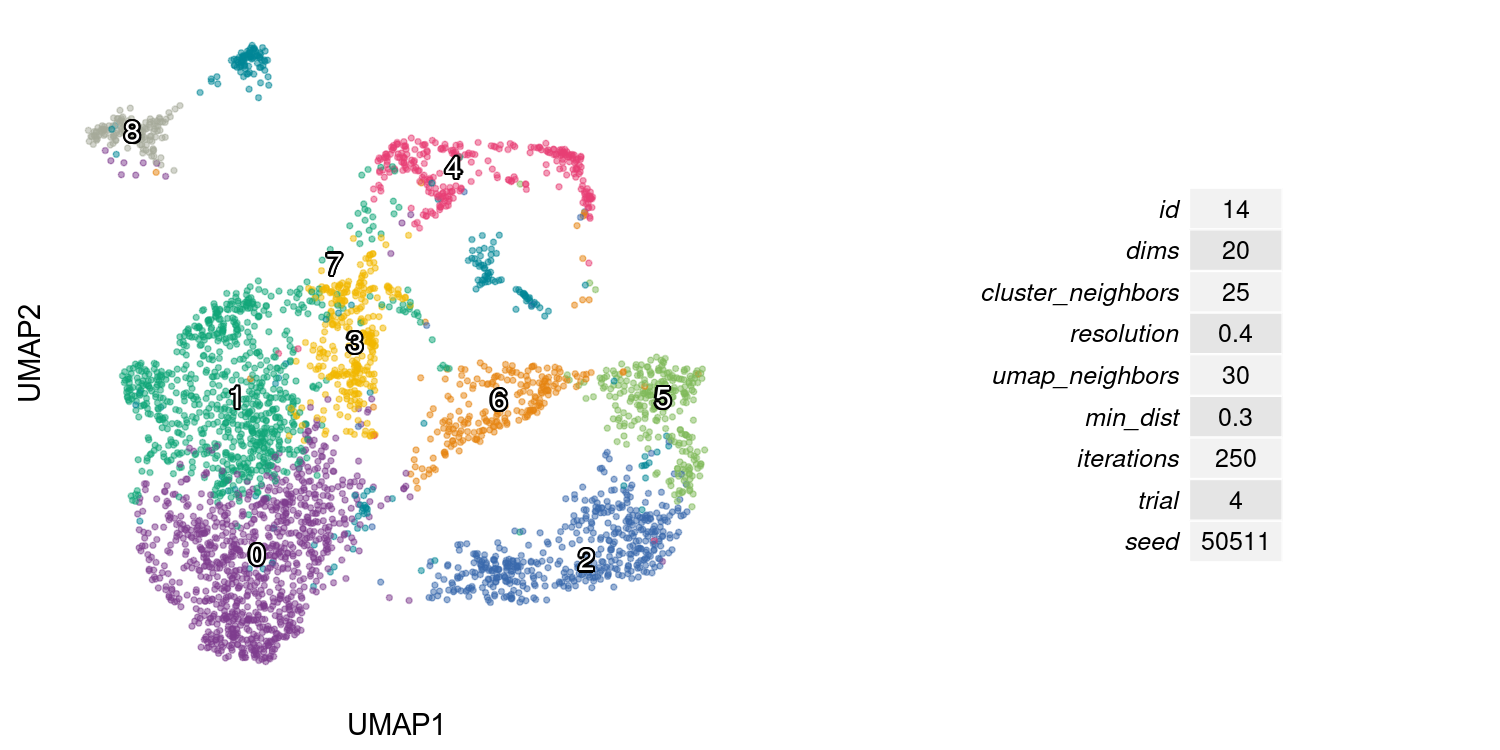 8
4
7
3
1
6
5
0
2
UMAP1
UMAP2
id 14
dims 20
cluster_neighbors 25
resolution 0.4
umap_neighbors 30
min_dist 0.3
iterations 250
trial 4
seed 50511